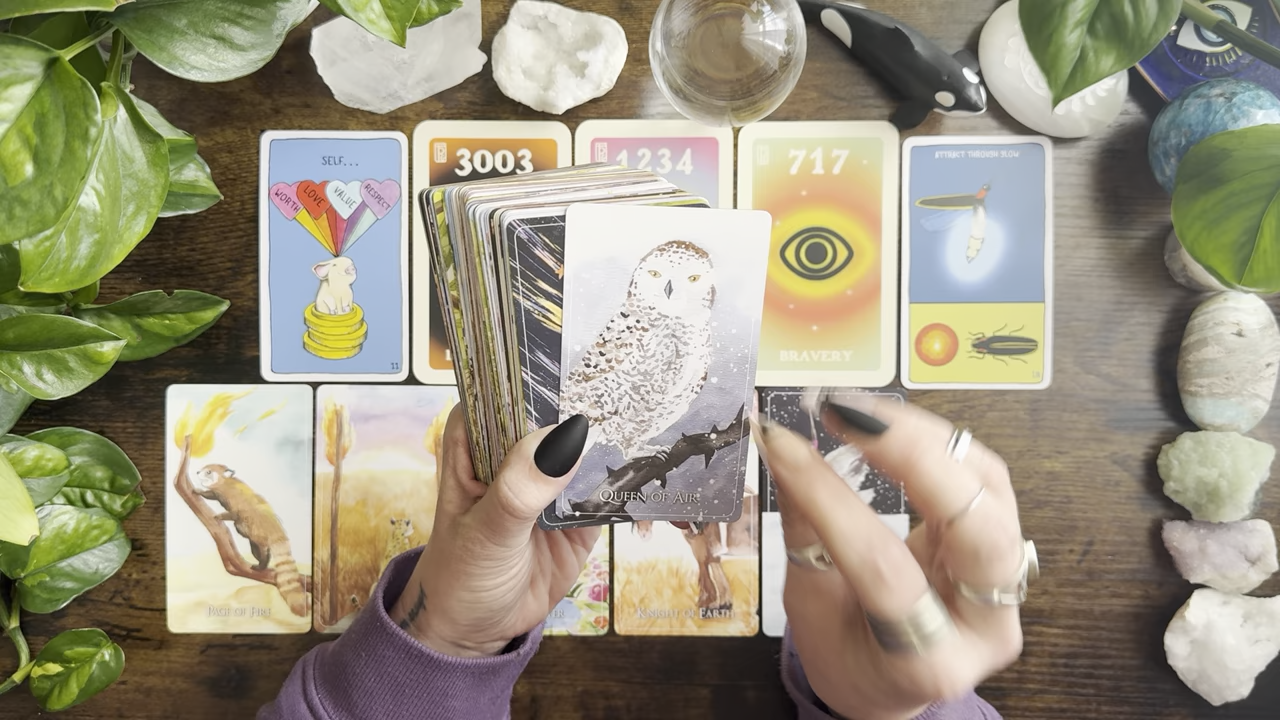 SELF...
WORTH
LOVE
VALUE
RESPECT
11
3003
1234
717
BRAVERY
ATTRACT THROUGH GLOW
QUEEN OF AIR
PAGE OF FIRE
KNIGHT OF EARTH